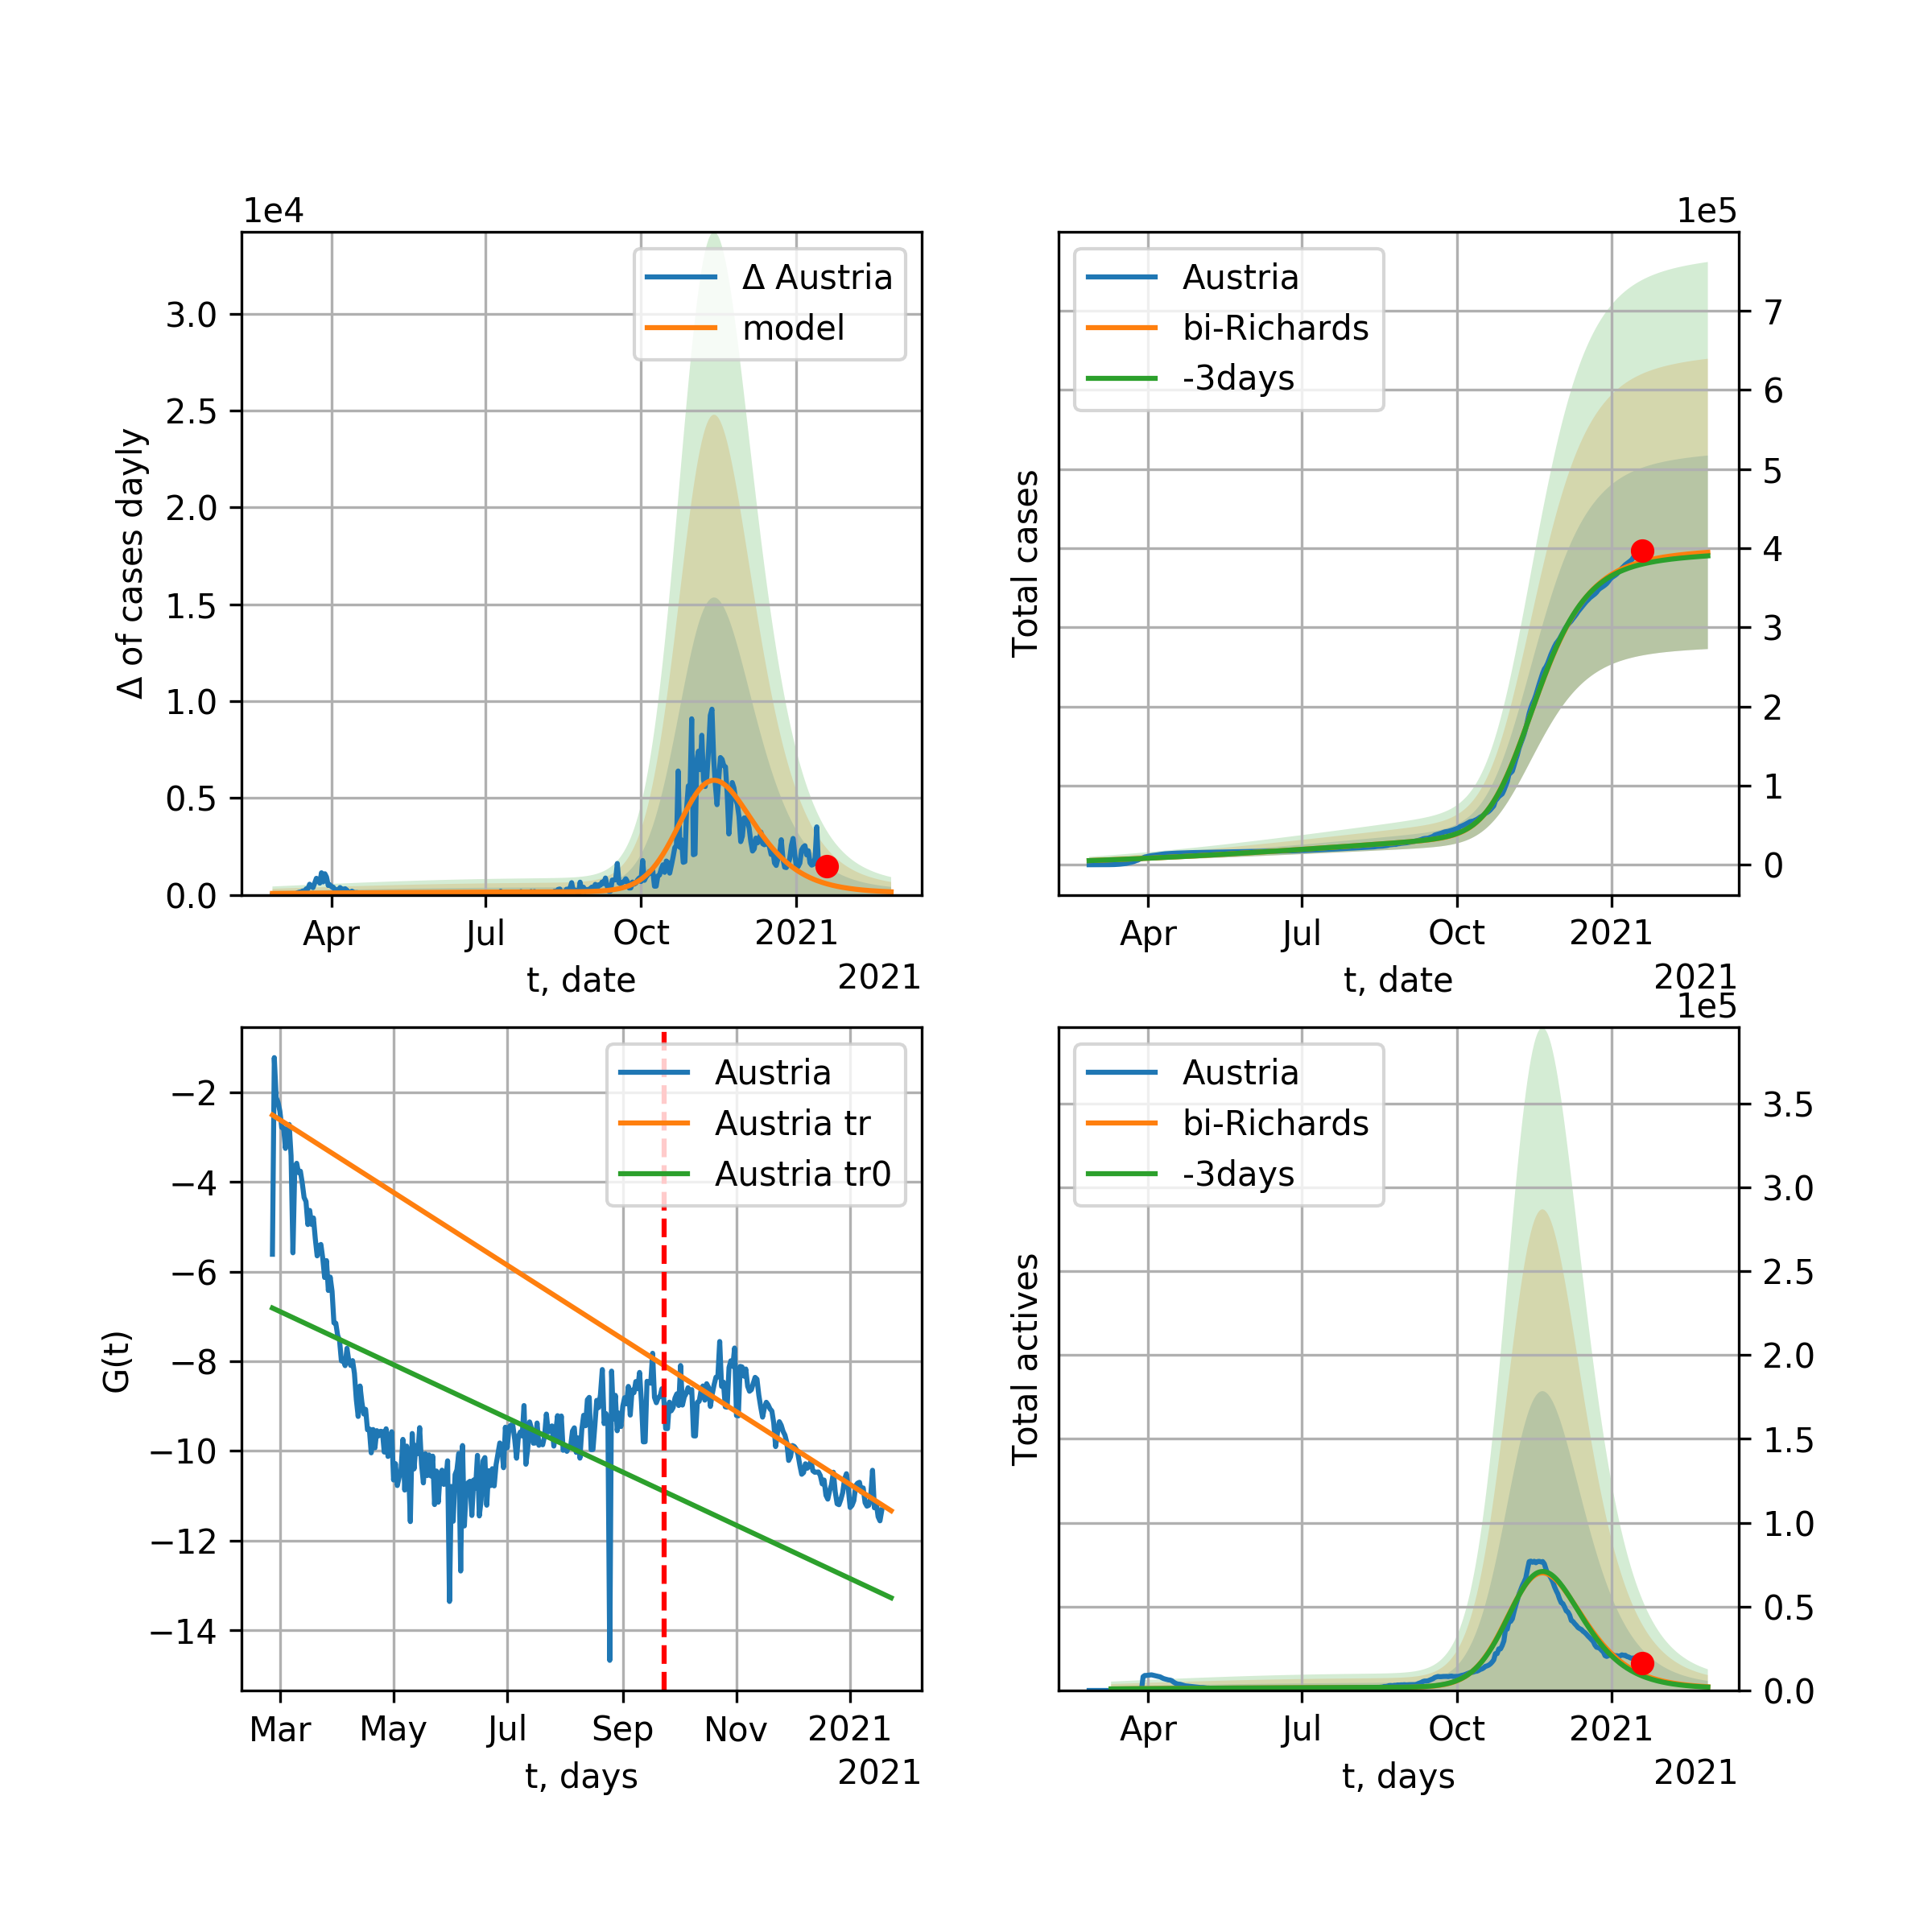 1e4
Δ of cases dayly
3.0
2.5
2.0
1.5
1.0
0.5
0.0
Δ Austria
model
Apr
Jul
Oct
2021
t, date
2021
1e5
Total cases
Austria
bi-Richards
-3days
7
6
5
4
3
2
1
0
Apr
Jul
Oct
2021
t, date
2021
G(t)
−2
−4
−6
−8
−10
−12
−14
Austria
Austria tr
Austria tr0
Mar
May
Jul
Sep
Nov
2021
t, days
2021
1e5
Total actives
Austria
bi-Richards
-3days
3.5
3.0
2.5
2.0
1.5
1.0
0.5
0.0
Apr
Jul
Oct
2021
t, days
2021